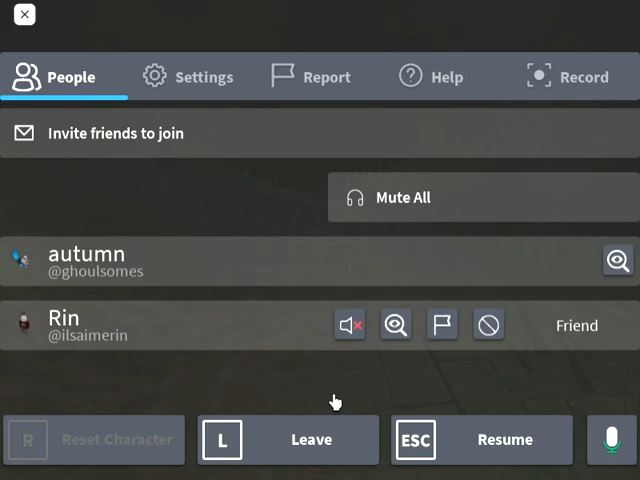 People
Settings
Report
Help
Record
Invite friends to join
Mute All
autumn
@ghoulsomes
Rin
@ilsaimerin
Friend
R Reset Character
L Leave
ESC Resume